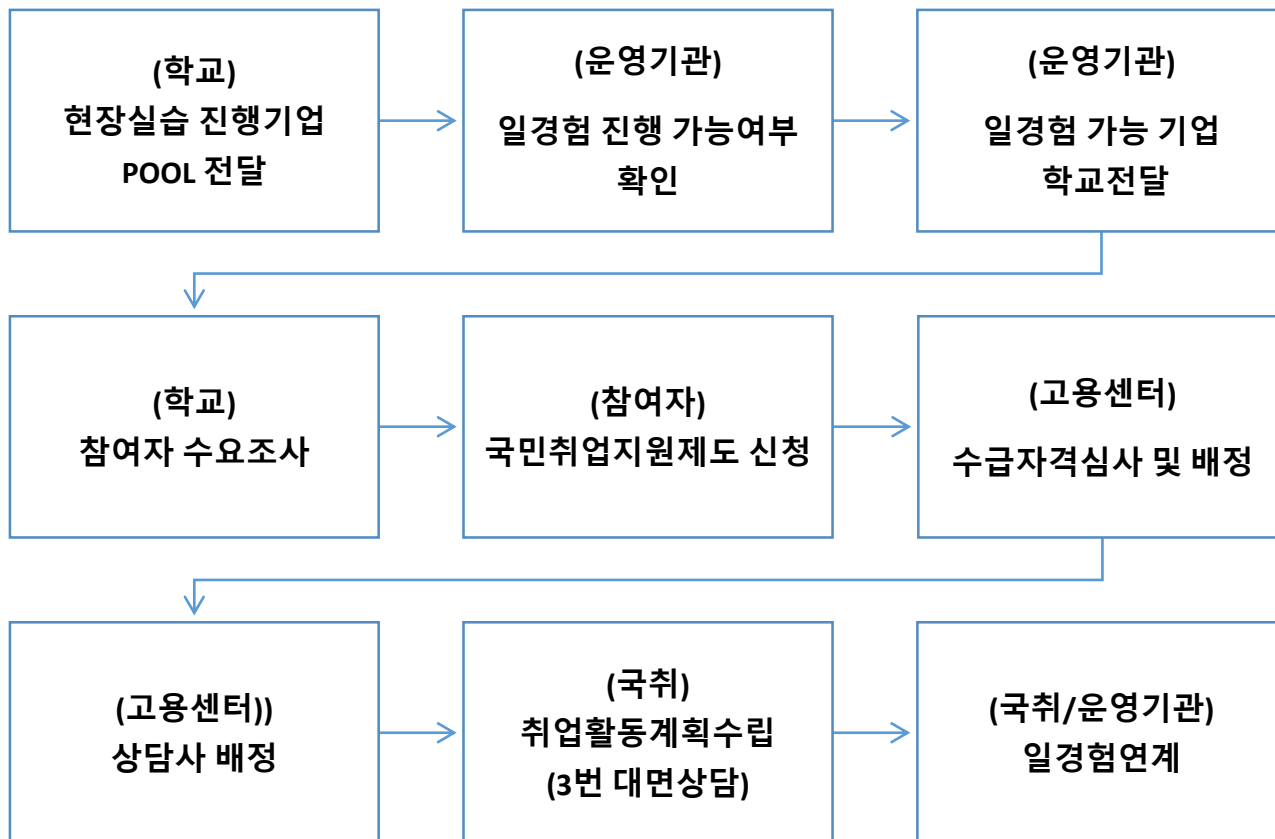 (학교)
현장실습 진행기업
POOL 전달
(운영기관)
일경험 진행 가능여부
확인
(운영기관)
일경험 가능 기업
학교전달
(학교)
참여자 수요조사
(참여자)
국민취업지원제도 신청
(고용센터)
수급자격심사 및 배정
(고용센터))
상담사 배정
(국취)
취업활동계획수립
(3번 대면상담)
(국취/운영기관)
일경험연계